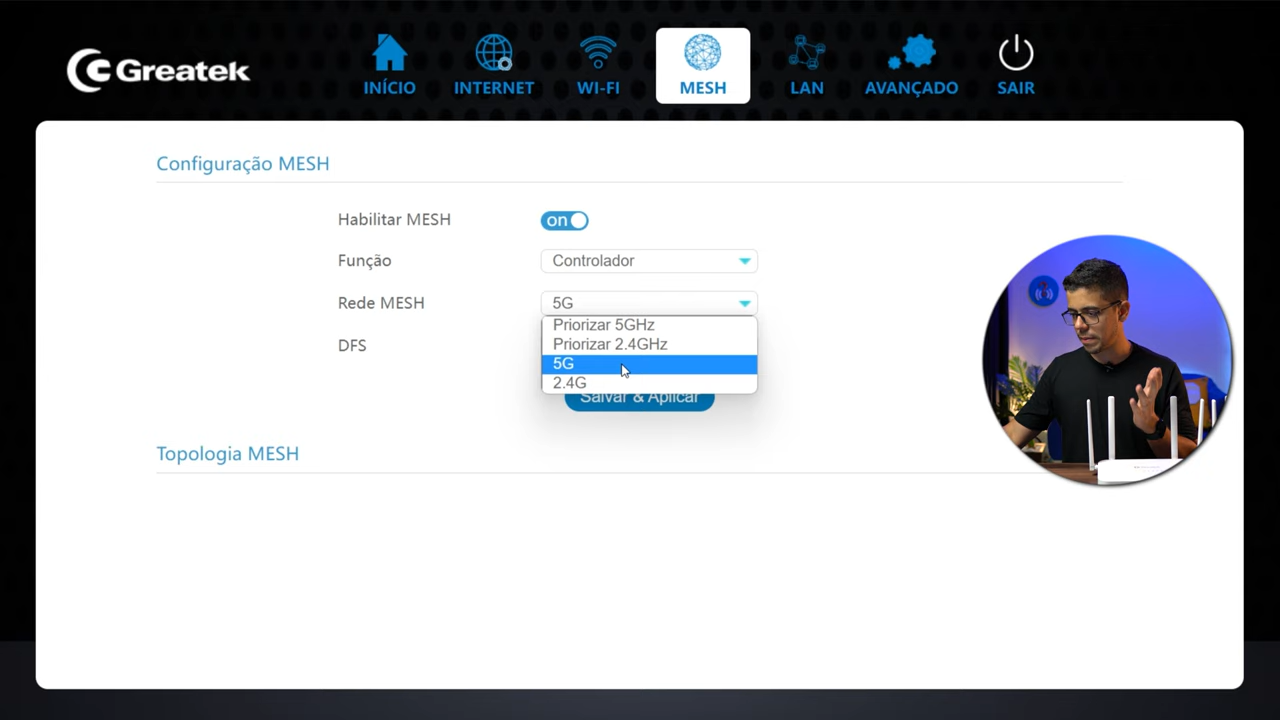 Greatek
INÍCIO
INTERNET
WI-FI
MESH
LAN
AVANÇADO
SAIR
Configuração MESH
Habilitar MESH
on
Função
Controlador
Rede MESH
5G
Priorizar 5GHz
Priorizar 2.4GHz
DFS
5G
2.4G
Salvar & Aplicar
Topologia MESH